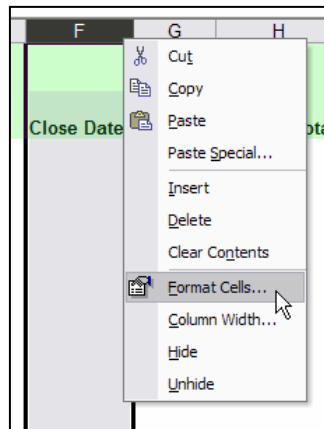 F G H
Cut
Copy
Close Date
Paste
Paste Special...
Insert
Delete
Clear Contents
Format Cells...
Column Width...
Hide
Unhide